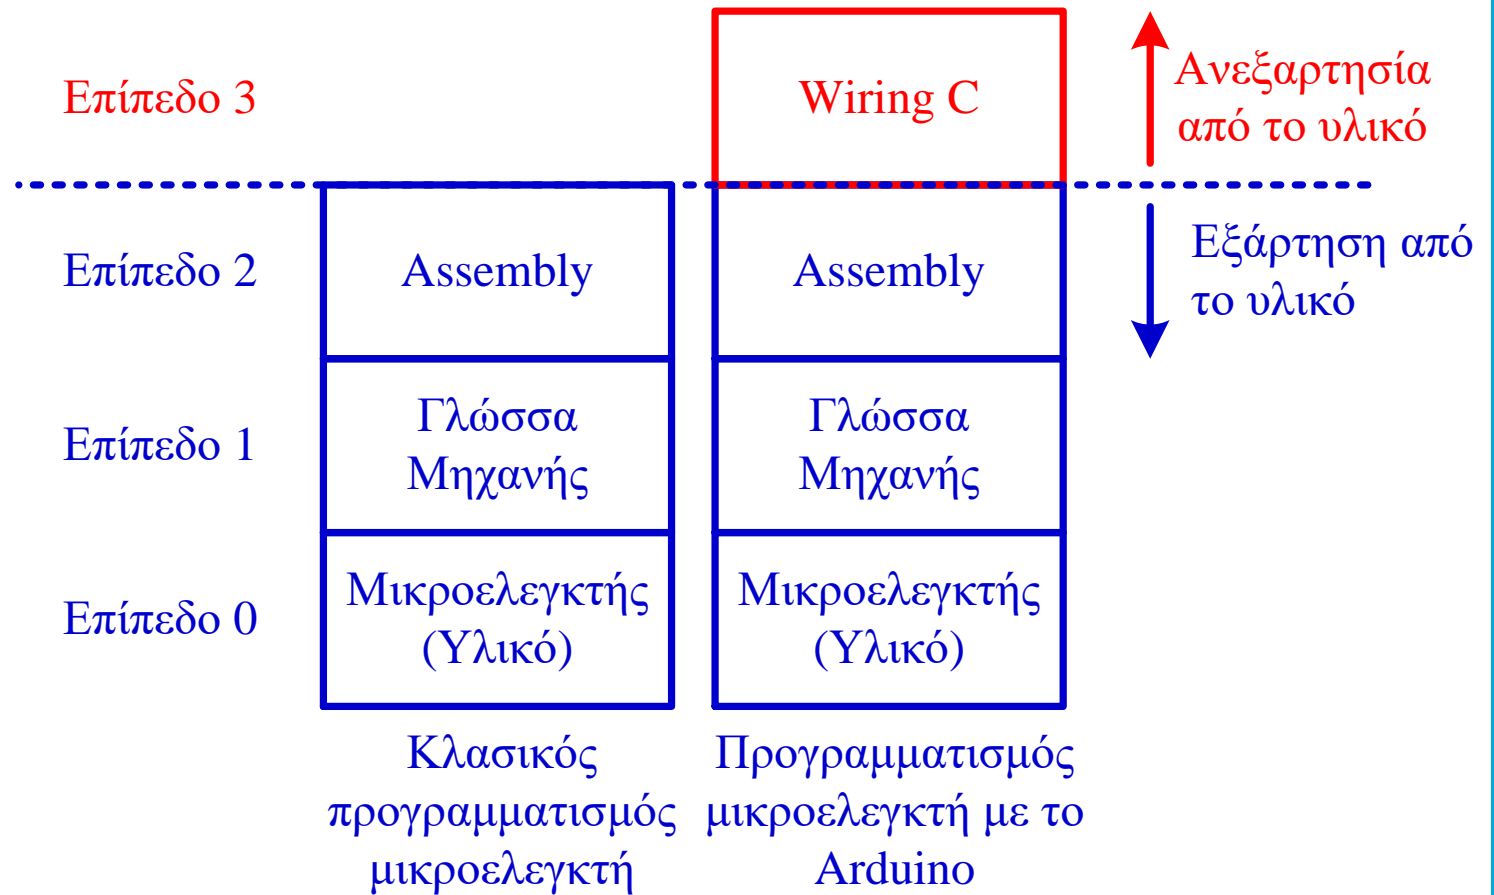 Επίπεδο 3
Wiring C
Ανεξαρτησία
από το υλικό
Επίπεδο 2
Assembly
Assembly
Εξάρτηση από
το υλικό
Επίπεδο 1
Γλώσσα
Μηχανής
Γλώσσα
Μηχανής
Επίπεδο 0
Μικροελεγκτής
(Υλικό)
Μικροελεγκτής
(Υλικό)
Κλασικός
προγραμματισμός
μικροελεγκτή
Προγραμματισμός
μικροελεγκτή με το
Arduino